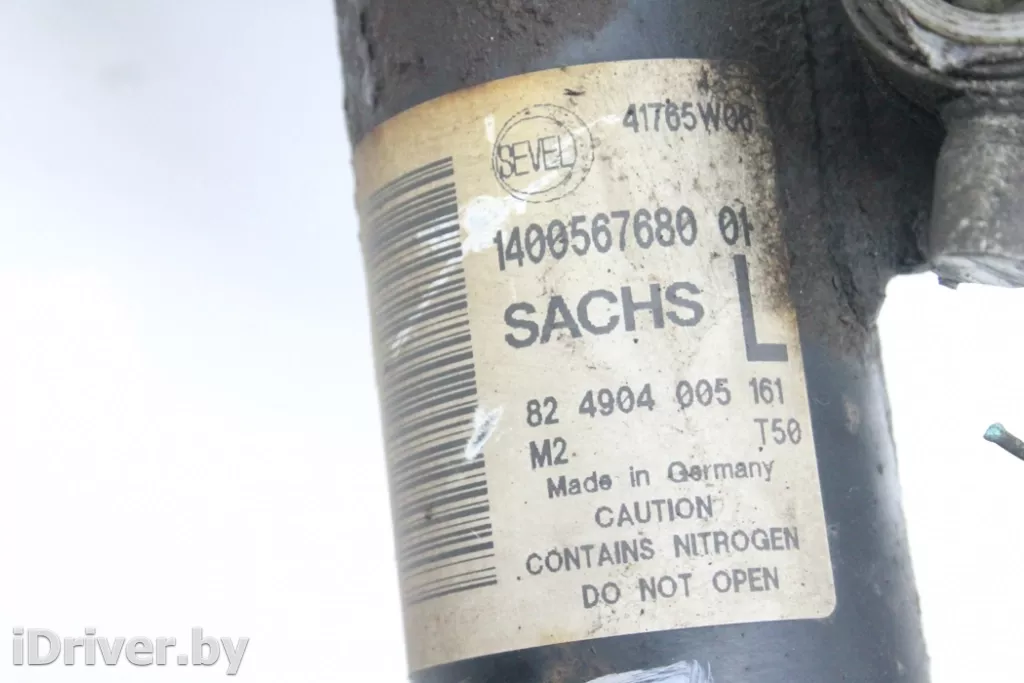 41765W06
SEVEL
1400567680 01
SACHS L
82 4904 005 161
M2 T50
Made in Germany
CAUTION
CONTAINS NITROGEN
DO NOT OPEN
iDriver.by